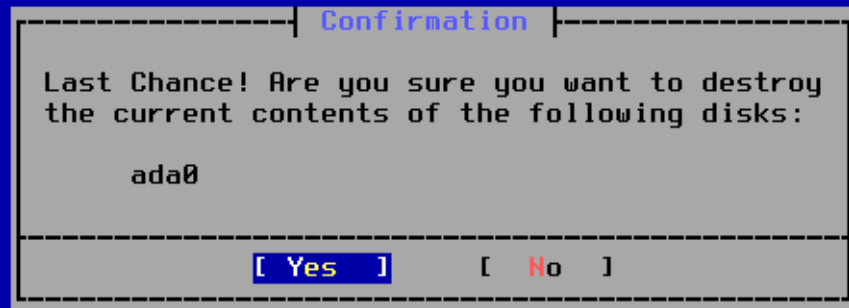 Confirmation
Last Chance! Are you sure you want to destroy
the current contents of the following disks:
ada0
[ Yes ] [ No ]